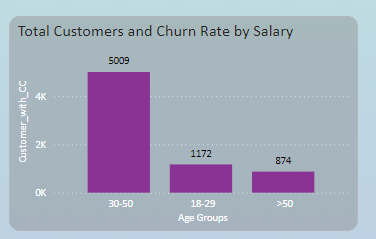 Total Customers and Churn Rate by Salary
5009
4K
Customer_with_CC
2K
1172
874
0K
30-50
18-29
>50
Age Groups